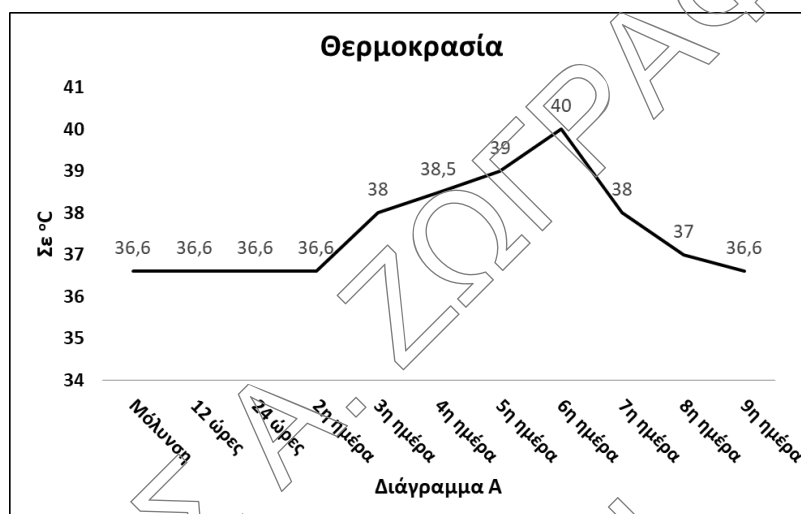 Θερμοκρασία
Σε °C
41
40
39
38
37
36
35
34
36,6
36,6
36,6
36,6
38
38,5
39
40
38
37
36,6
Μόλυνση
12 ώρες
24 ώρες
2η ημέρα
3η ημέρα
4η ημέρα
5η ημέρα
6η ημέρα
7η ημέρα
8η ημέρα
9η ημέρα
Διάγραμμα Α
Α. ΖΩΓΡΑΦ